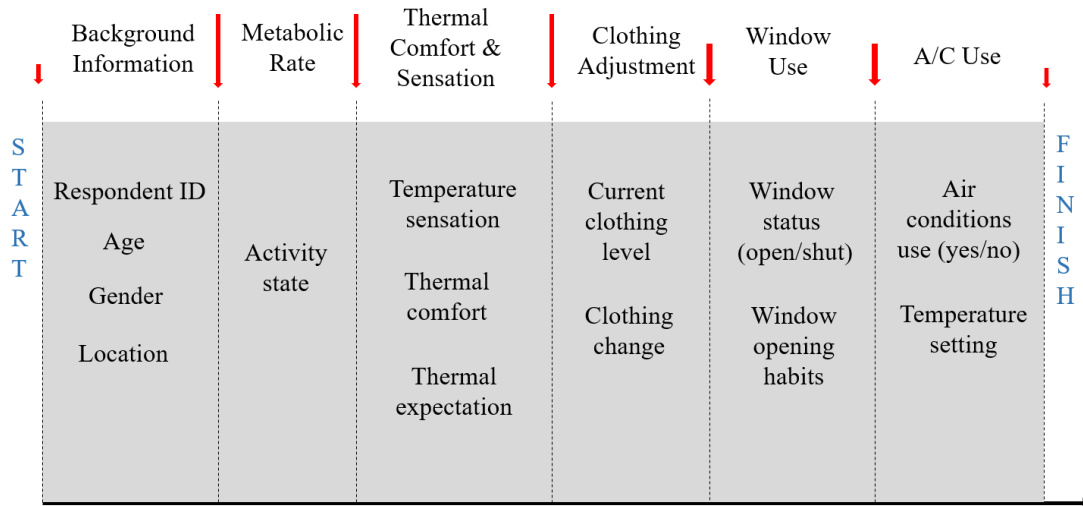 Background
Information
Metabolic
Rate
Thermal
Comfort &
Sensation
Clothing
Adjustment
Window
Use
A/C Use
START
Respondent ID
Age
Gender
Location
Activity
state
Temperature
sensation
Thermal
comfort
Thermal
expectation
Current
clothing
level
Clothing
change
Window
status
(open/shut)
Window
opening
habits
Air
conditions
use (yes/no)
Temperature
setting
FINISH